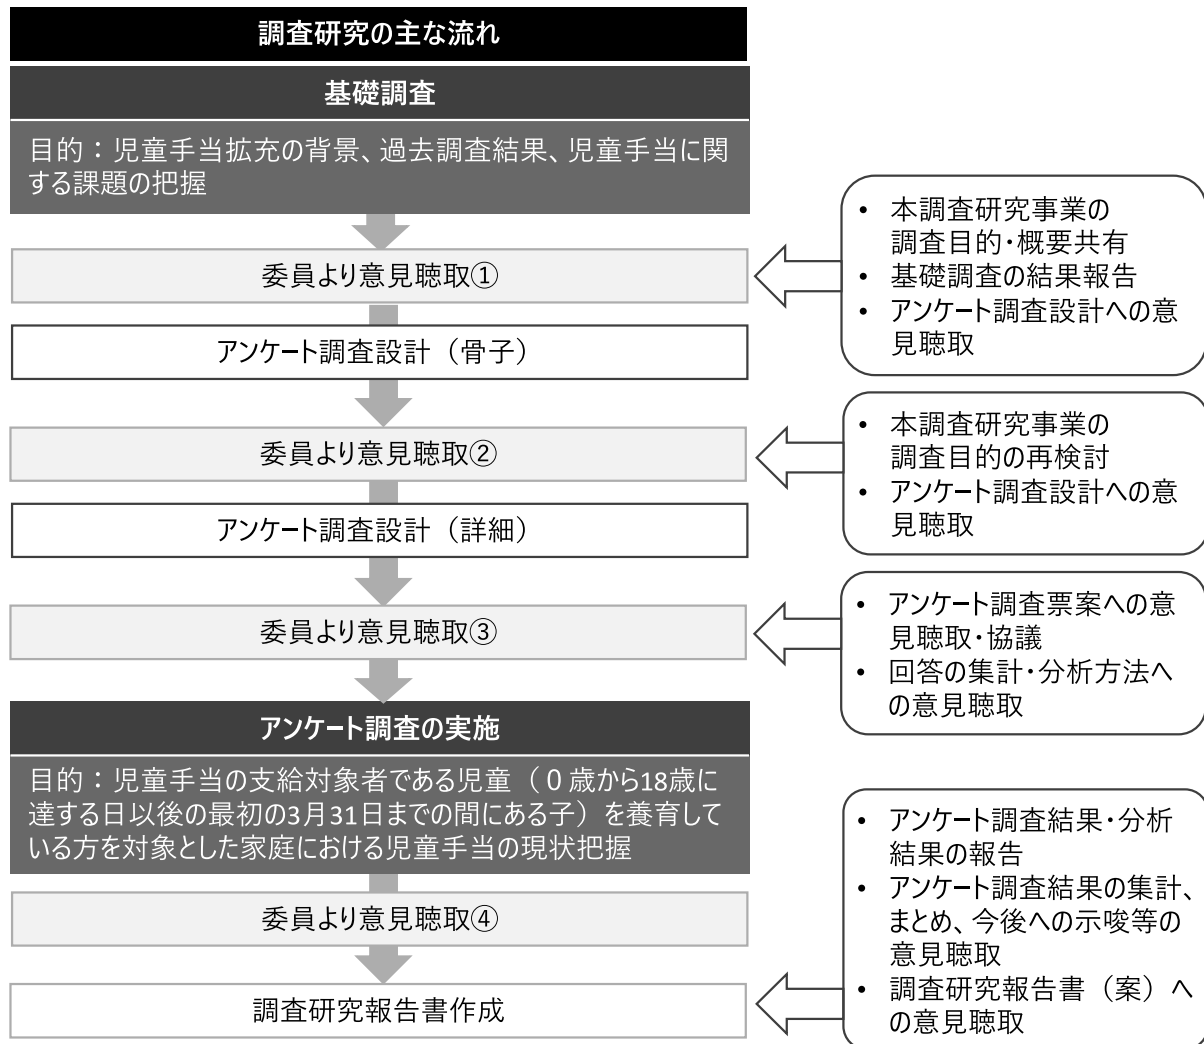 調査研究の主な流れ
基礎調査
目的：児童手当拡充の背景、過去調査結果、児童手当に関
する課題の把握
委員より意見聴取①
• 本調査研究事業の
調査目的・概要共有
• 基礎調査の結果報告
• アンケート調査設計への意
見聴取
アンケート調査設計（骨子）
委員より意見聴取②
• 本調査研究事業の
調査目的の再検討
• アンケート調査設計への意
見聴取
アンケート調査設計（詳細）
委員より意見聴取③
• アンケート調査票案への意
見聴取・協議
• 回答の集計・分析方法へ
の意見聴取
アンケート調査の実施
目的：児童手当の支給対象者である児童（０歳から18歳に
達する日以後の最初の3月31日までの間にある子）を養育して
いる方を対象とした家庭における児童手当の現状把握
委員より意見聴取④
調査研究報告書作成
• アンケート調査結果・分析
結果の報告
• アンケート調査結果の集計、
まとめ、今後への示唆等の
意見聴取
• 調査研究報告書（案）へ
の意見聴取